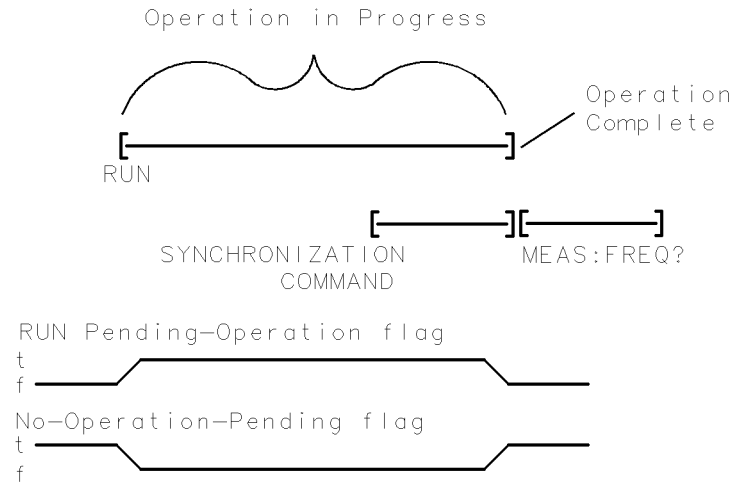 Operation in Progress
Operation
Complete
RUN
SYNCHRONIZATION
COMMAND
MEAS:FREQ?
RUN Pending–Operation flag
t
f
No–Operation–Pending flag
t
f